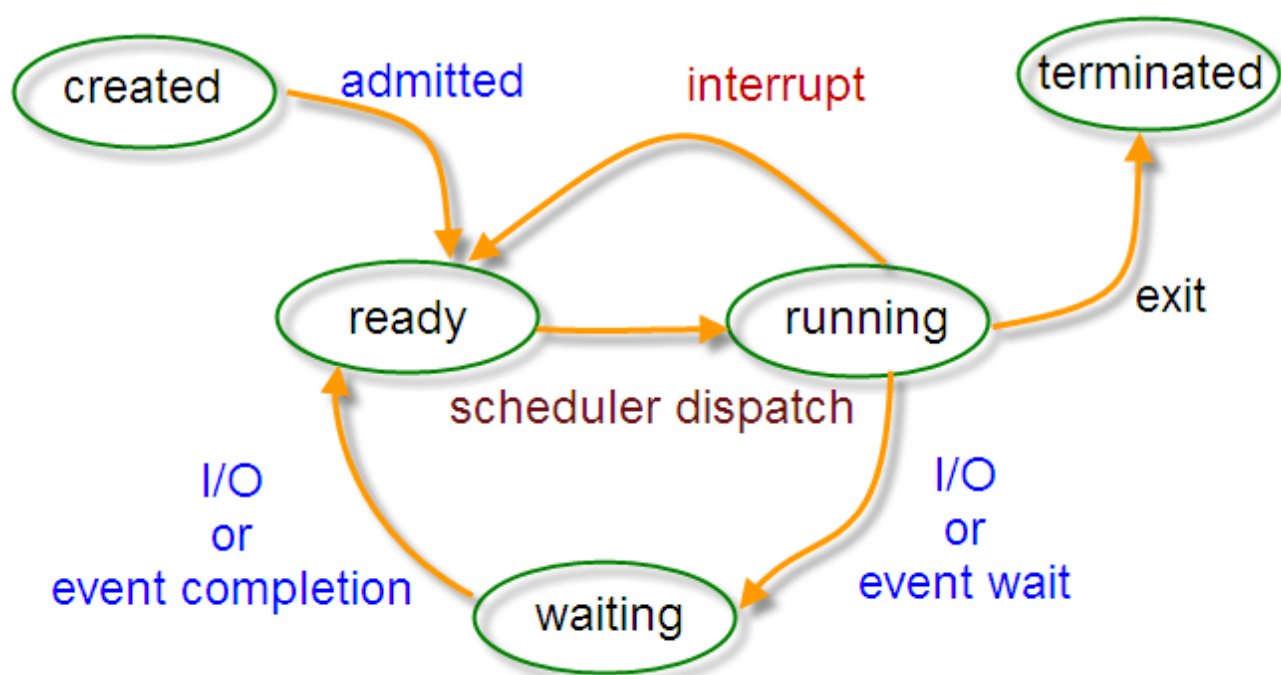 created
admitted
interrupt
terminated
ready
running
exit
scheduler dispatch
I/O
or
event completion
I/O
or
event wait
waiting